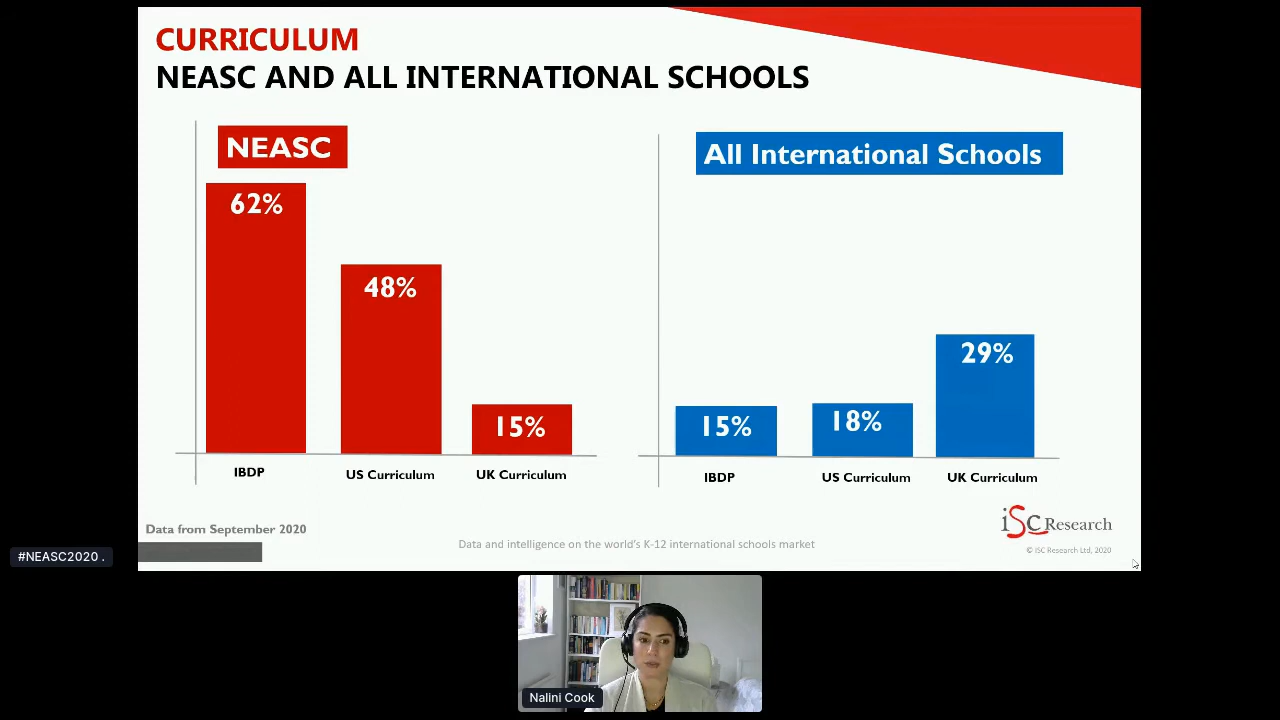 CURRICULUM
NEASC AND ALL INTERNATIONAL SCHOOLS
NEASC
62%
48%
15%
IBDP
US Curriculum
UK Curriculum
All International Schools
15%
18%
29%
IBDP
US Curriculum
UK Curriculum
Data from September 2020
Data and intelligence on the world's K-12 international schools market
iSC Research
© ISC Research Ltd, 2020
#NEASC2020 .
Nalini Cook